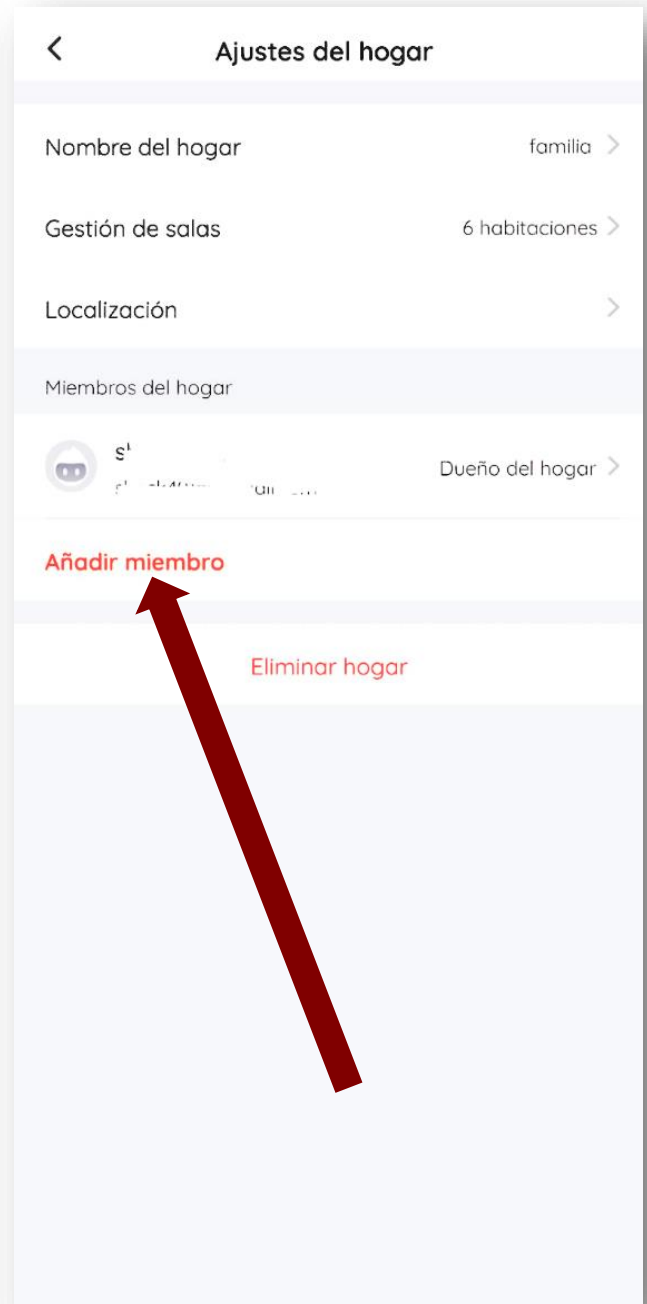 Ajustes del hogar
Nombre del hogar familia
Gestión de salas 6 habitaciones
Localización
Miembros del hogar
Dueño del hogar
Añadir miembro
Eliminar hogar